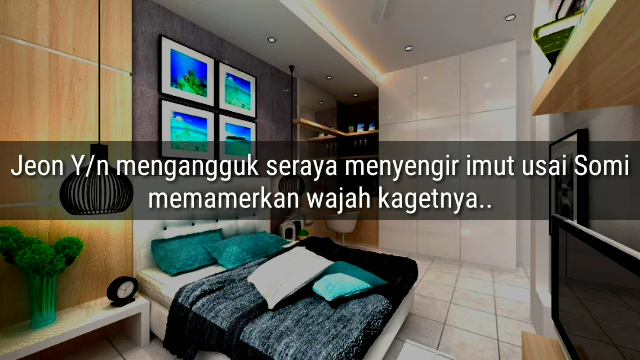 Jeon Y/n mengangguk seraya menyengir imut usai Somi
memamerkan wajah kagetnya..